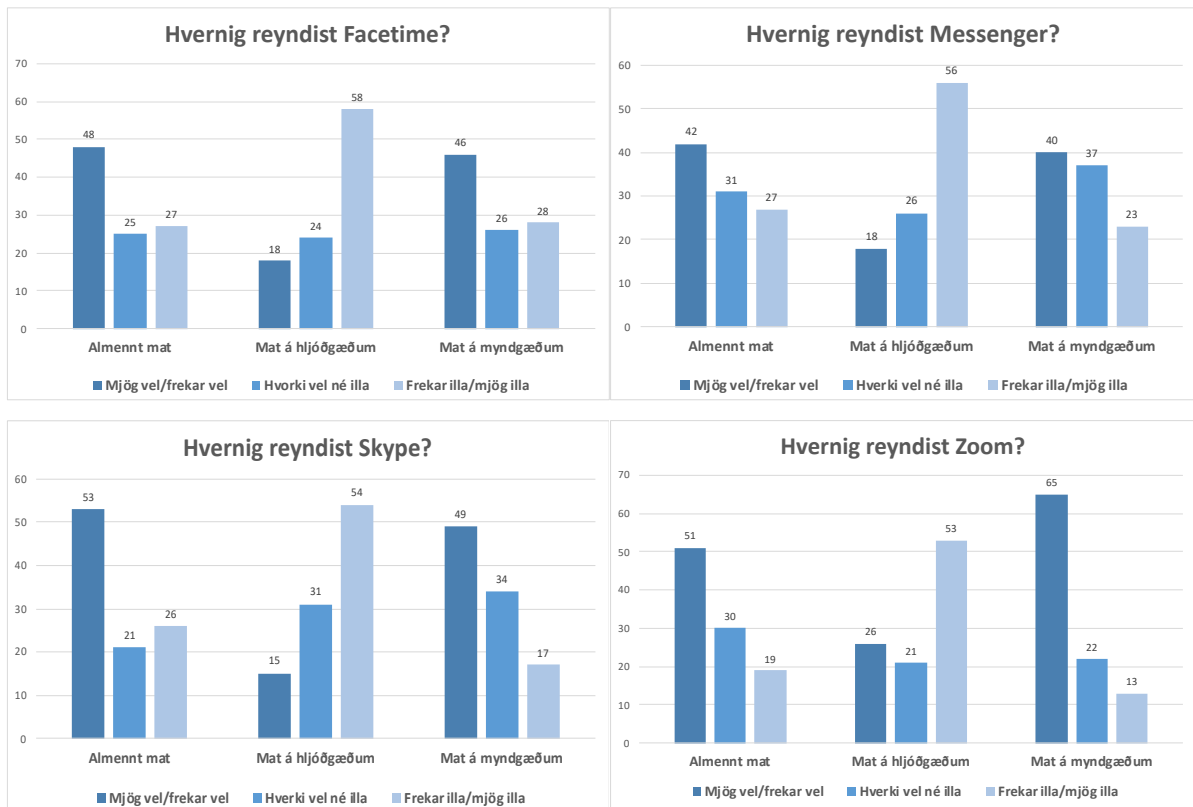 Hvernig reyndist Facetime?
70
60
50
40
30
20
10
0
48
25
27
18
24
58
46
26
28
Almennt mat
Mat á hljóðgæðum
Mat á myndgæðum
Mjög vel/frekar vel
Hvorki vel né illa
Frekar illa/mjög illa
Hvernig reyndist Messenger?
60
50
40
30
20
10
0
42
31
27
18
26
56
40
37
23
Almennt mat
Mat á hljóðgæðum
Mat á myndgæðum
Mjög vel/frekar vel
Hverki vel né illa
Frekar illa/mjög illa
Hvernig reyndist Skype?
60
50
40
30
20
10
0
53
21
26
15
31
54
49
34
17
Almennt mat
Mat á hljóðgæðum
Mat á myndgæðum
Mjög vel/frekar vel
Hverki vel né illa
Frekar illa/mjög illa
Hvernig reyndist Zoom?
70
60
50
40
30
20
10
0
51
30
19
26
21
53
65
22
13
Almennt mat
Mat á hljóðgæðum
Mat á myndgæðum
Mjög vel/frekar vel
Hverki vel né illa
Frekar illa/mjög illa